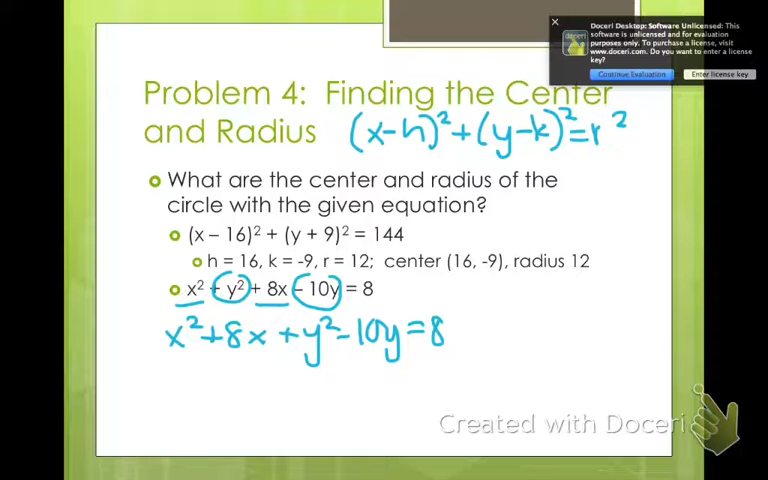 Doceri Desktop: Software Unlicensed: This
software is unlicensed and for evaluation
purposes only. To purchase a license, visit
www.doceri.com. Do you want to enter a license
key?
Continue Evaluation Enter license key
doceri
Problem 4: Finding the Center
and Radius (x-h)²+(y-k)²=r²
What are the center and radius of the
circle with the given equation?
(x – 16)² + (y + 9)² = 144
h = 16, k = -9, r = 12; center (16, -9), radius 12
x² + y² + 8x – 10y = 8
x²+8x+y²-10y=8
Created with Doceri